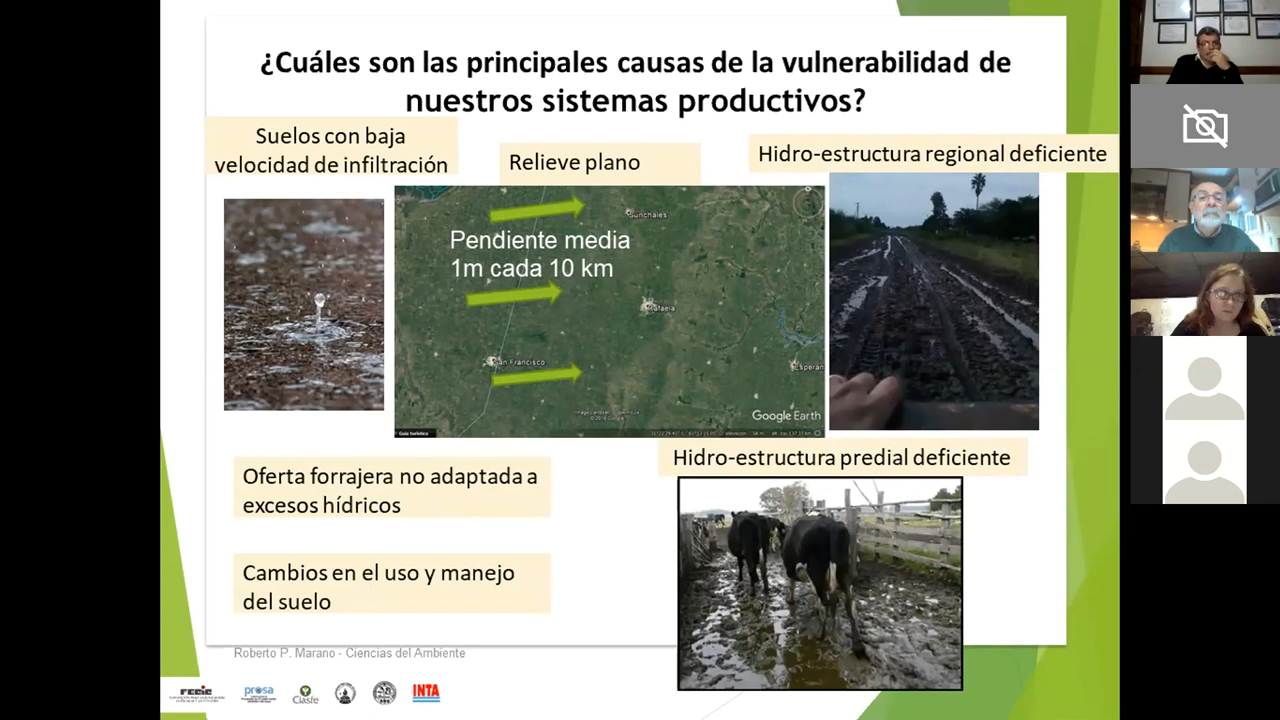 ¿Cuáles son las principales causas de la vulnerabilidad de
nuestros sistemas productivos?
Suelos con baja
velocidad de infiltración
Relieve plano
Hidro-estructura regional deficiente
Pendiente media
1m cada 10 km
Sunchales
Rafaela
San Francisco
Esperan
Google Earth
Guía turístico
Hidro-estructura predial deficiente
Oferta forrajera no adaptada a
excesos hídricos
Cambios en el uso y manejo
del suelo
Roberto P. Marano - Ciencias del Ambiente
prosa
Clasfe
INTA